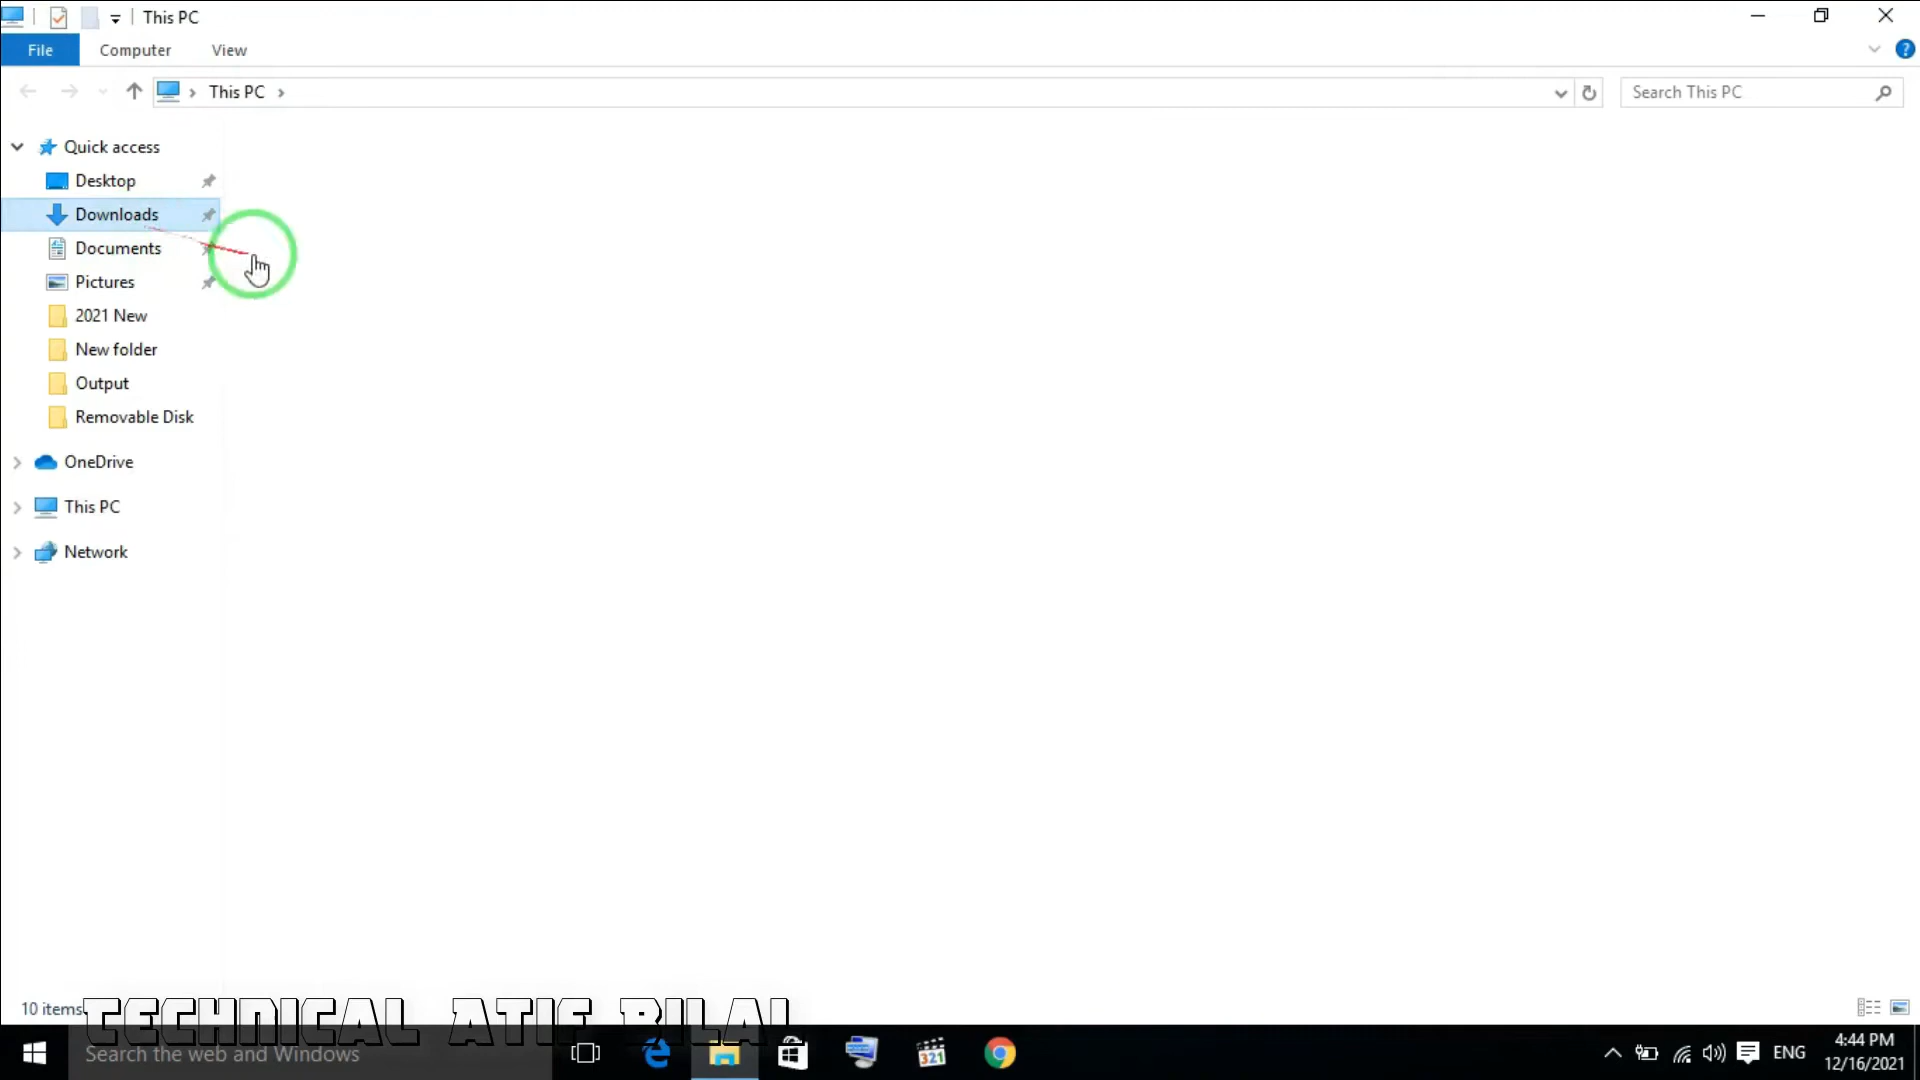 This PC
File Computer View
This PC
Search This PC
Quick access
Desktop
Downloads
Documents
Pictures
2021 New
New folder
Output
Removable Disk
OneDrive
This PC
Network
10 items
TECHNICAL ATIF BILAL
Search the web and Windows
321
ENG
4:44 PM
12/16/2021